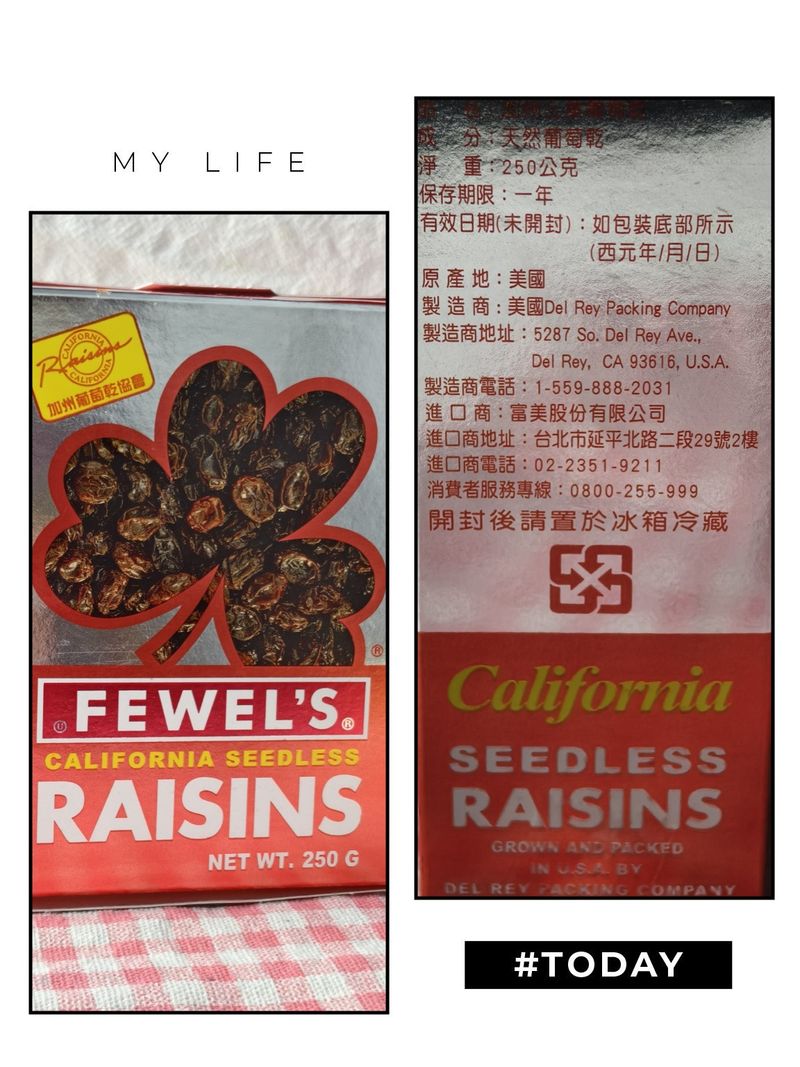 MY LIFE
CALIFORNIA
Raisins
CALIFORNIA
加州葡萄乾協會
®
U FEWEL'S®
CALIFORNIA SEEDLESS
RAISINS
NET WT. 250 G
成 分：天然葡萄乾
淨 重：250公克
保存期限：一年
有效日期(未開封)：如包裝底部所示
(西元年/月/日)
原產地：美國
製造商：美國Del Rey Packing Company
製造商地址：5287 So. Del Rey Ave.,
Del Rey, CA 93616, U.S.A.
製造商電話：1-559-888-2031
進口商：富美股份有限公司
進口商地址：台北市延平北路二段29號2樓
進口商電話：02-2351-9211
消費者服務專線：0800-255-999
開封後請置於冰箱冷藏
California
SEEDLESS
RAISINS
GROWN AND PACKED
IN U.S.A. BY
DEL REY PACKING COMPANY
#TODAY